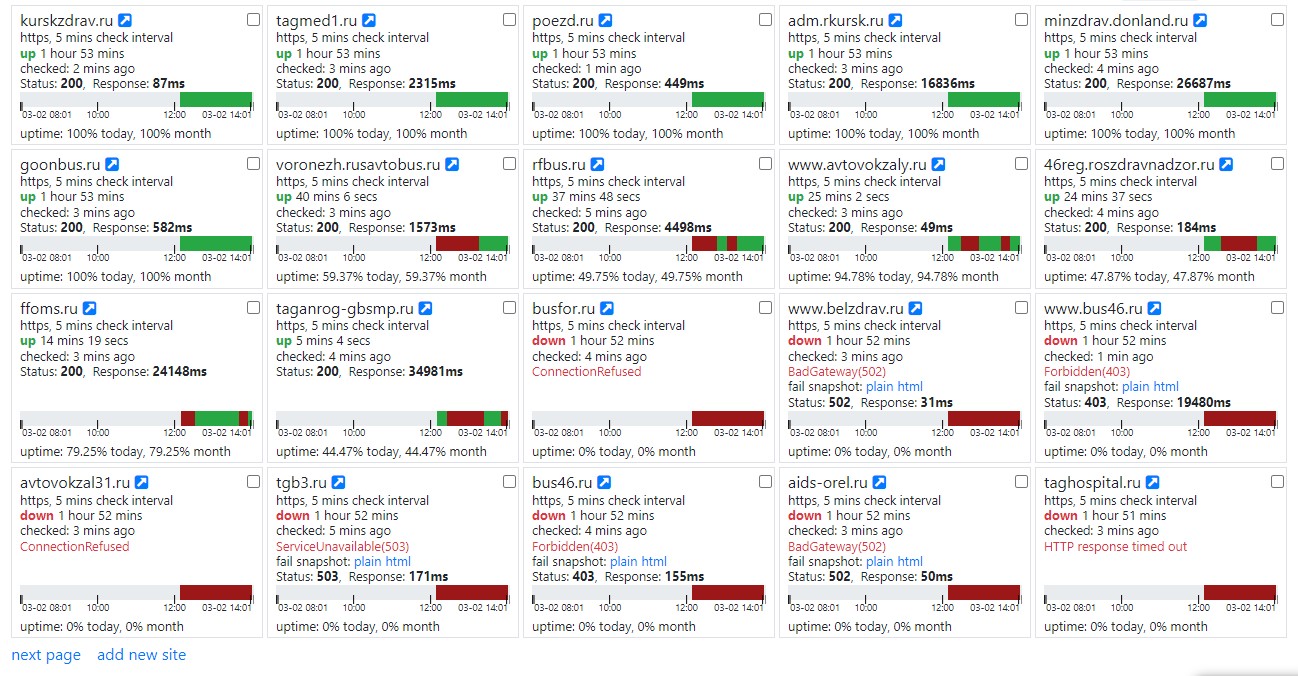 kurskzdrav.ru
https, 5 mins check interval
up 1 hour 53 mins
checked: 2 mins ago
Status: 200, Response: 87ms
03-02 08:01 10:00 12:00 03-02 14:01
uptime: 100% today, 100% month
tagmed1.ru
https, 5 mins check interval
up 1 hour 53 mins
checked: 3 mins ago
Status: 200, Response: 2315ms
03-02 08:01 10:00 12:00 03-02 14:01
uptime: 100% today, 100% month
poezd.ru
https, 5 mins check interval
up 1 hour 53 mins
checked: 1 min ago
Status: 200, Response: 449ms
03-02 08:01 10:00 12:00 03-02 14:01
uptime: 100% today, 100% month
adm.rkursk.ru
https, 5 mins check interval
up 1 hour 53 mins
checked: 3 mins ago
Status: 200, Response: 16836ms
03-02 08:01 10:00 12:00 03-02 14:01
uptime: 100% today, 100% month
minzdrav.donland.ru
https, 5 mins check interval
up 1 hour 53 mins
checked: 4 mins ago
Status: 200, Response: 26687ms
03-02 08:01 10:00 12:00 03-02 14:01
uptime: 100% today, 100% month
goonbus.ru
https, 5 mins check interval
up 1 hour 53 mins
checked: 3 mins ago
Status: 200, Response: 582ms
03-02 08:01 10:00 12:00 03-02 14:01
uptime: 100% today, 100% month
voronezh.rusavtobus.ru
https, 5 mins check interval
up 40 mins 6 secs
checked: 3 mins ago
Status: 200, Response: 1573ms
03-02 08:01 10:00 12:00 03-02 14:01
uptime: 59.37% today, 59.37% month
rfbus.ru
https, 5 mins check interval
up 37 mins 48 secs
checked: 5 mins ago
Status: 200, Response: 4498ms
03-02 08:01 10:00 12:00 03-02 14:01
uptime: 49.75% today, 49.75% month
www.avtovokzaly.ru
https, 5 mins check interval
up 25 mins 2 secs
checked: 3 mins ago
Status: 200, Response: 49ms
03-02 08:01 10:00 12:00 03-02 14:01
uptime: 94.78% today, 94.78% month
46reg.roszdravnadzor.ru
https, 5 mins check interval
up 24 mins 37 secs
checked: 4 mins ago
Status: 200, Response: 184ms
03-02 08:01 10:00 12:00 03-02 14:01
uptime: 47.87% today, 47.87% month
ffoms.ru
https, 5 mins check interval
up 14 mins 19 secs
checked: 3 mins ago
Status: 200, Response: 24148ms
03-02 08:01 10:00 12:00 03-02 14:01
uptime: 79.25% today, 79.25% month
taganrog-gbsmp.ru
https, 5 mins check interval
up 5 mins 4 secs
checked: 4 mins ago
Status: 200, Response: 34981ms
03-02 08:01 10:00 12:00 03-02 14:01
uptime: 44.47% today, 44.47% month
busfor.ru
https, 5 mins check interval
down 1 hour 52 mins
checked: 4 mins ago
ConnectionRefused
03-02 08:01 10:00 12:00 03-02 14:01
uptime: 0% today, 0% month
www.belzdrav.ru
https, 5 mins check interval
down 1 hour 52 mins
checked: 3 mins ago
BadGateway(502)
fail snapshot: plain html
Status: 502, Response: 31ms
03-02 08:01 10:00 12:00 03-02 14:01
uptime: 0% today, 0% month
www.bus46.ru
https, 5 mins check interval
down 1 hour 52 mins
checked: 1 min ago
Forbidden(403)
fail snapshot: plain html
Status: 403, Response: 19480ms
03-02 08:01 10:00 12:00 03-02 14:01
uptime: 0% today, 0% month
avtovokzal31.ru
https, 5 mins check interval
down 1 hour 52 mins
checked: 3 mins ago
ConnectionRefused
03-02 08:01 10:00 12:00 03-02 14:01
uptime: 0% today, 0% month
tgb3.ru
https, 5 mins check interval
down 1 hour 52 mins
checked: 5 mins ago
ServiceUnavailable(503)
fail snapshot: plain html
Status: 503, Response: 171ms
03-02 08:01 10:00 12:00 03-02 14:01
uptime: 0% today, 0% month
bus46.ru
https, 5 mins check interval
down 1 hour 52 mins
checked: 4 mins ago
Forbidden(403)
fail snapshot: plain html
Status: 403, Response: 155ms
03-02 08:01 10:00 12:00 03-02 14:01
uptime: 0% today, 0% month
aids-orel.ru
https, 5 mins check interval
down 1 hour 52 mins
checked: 3 mins ago
BadGateway(502)
fail snapshot: plain html
Status: 502, Response: 50ms
03-02 08:01 10:00 12:00 03-02 14:01
uptime: 0% today, 0% month
taghospital.ru
https, 5 mins check interval
down 1 hour 51 mins
checked: 3 mins ago
HTTP response timed out
03-02 08:01 10:00 12:00 03-02 14:01
uptime: 0% today, 0% month
next page add new site